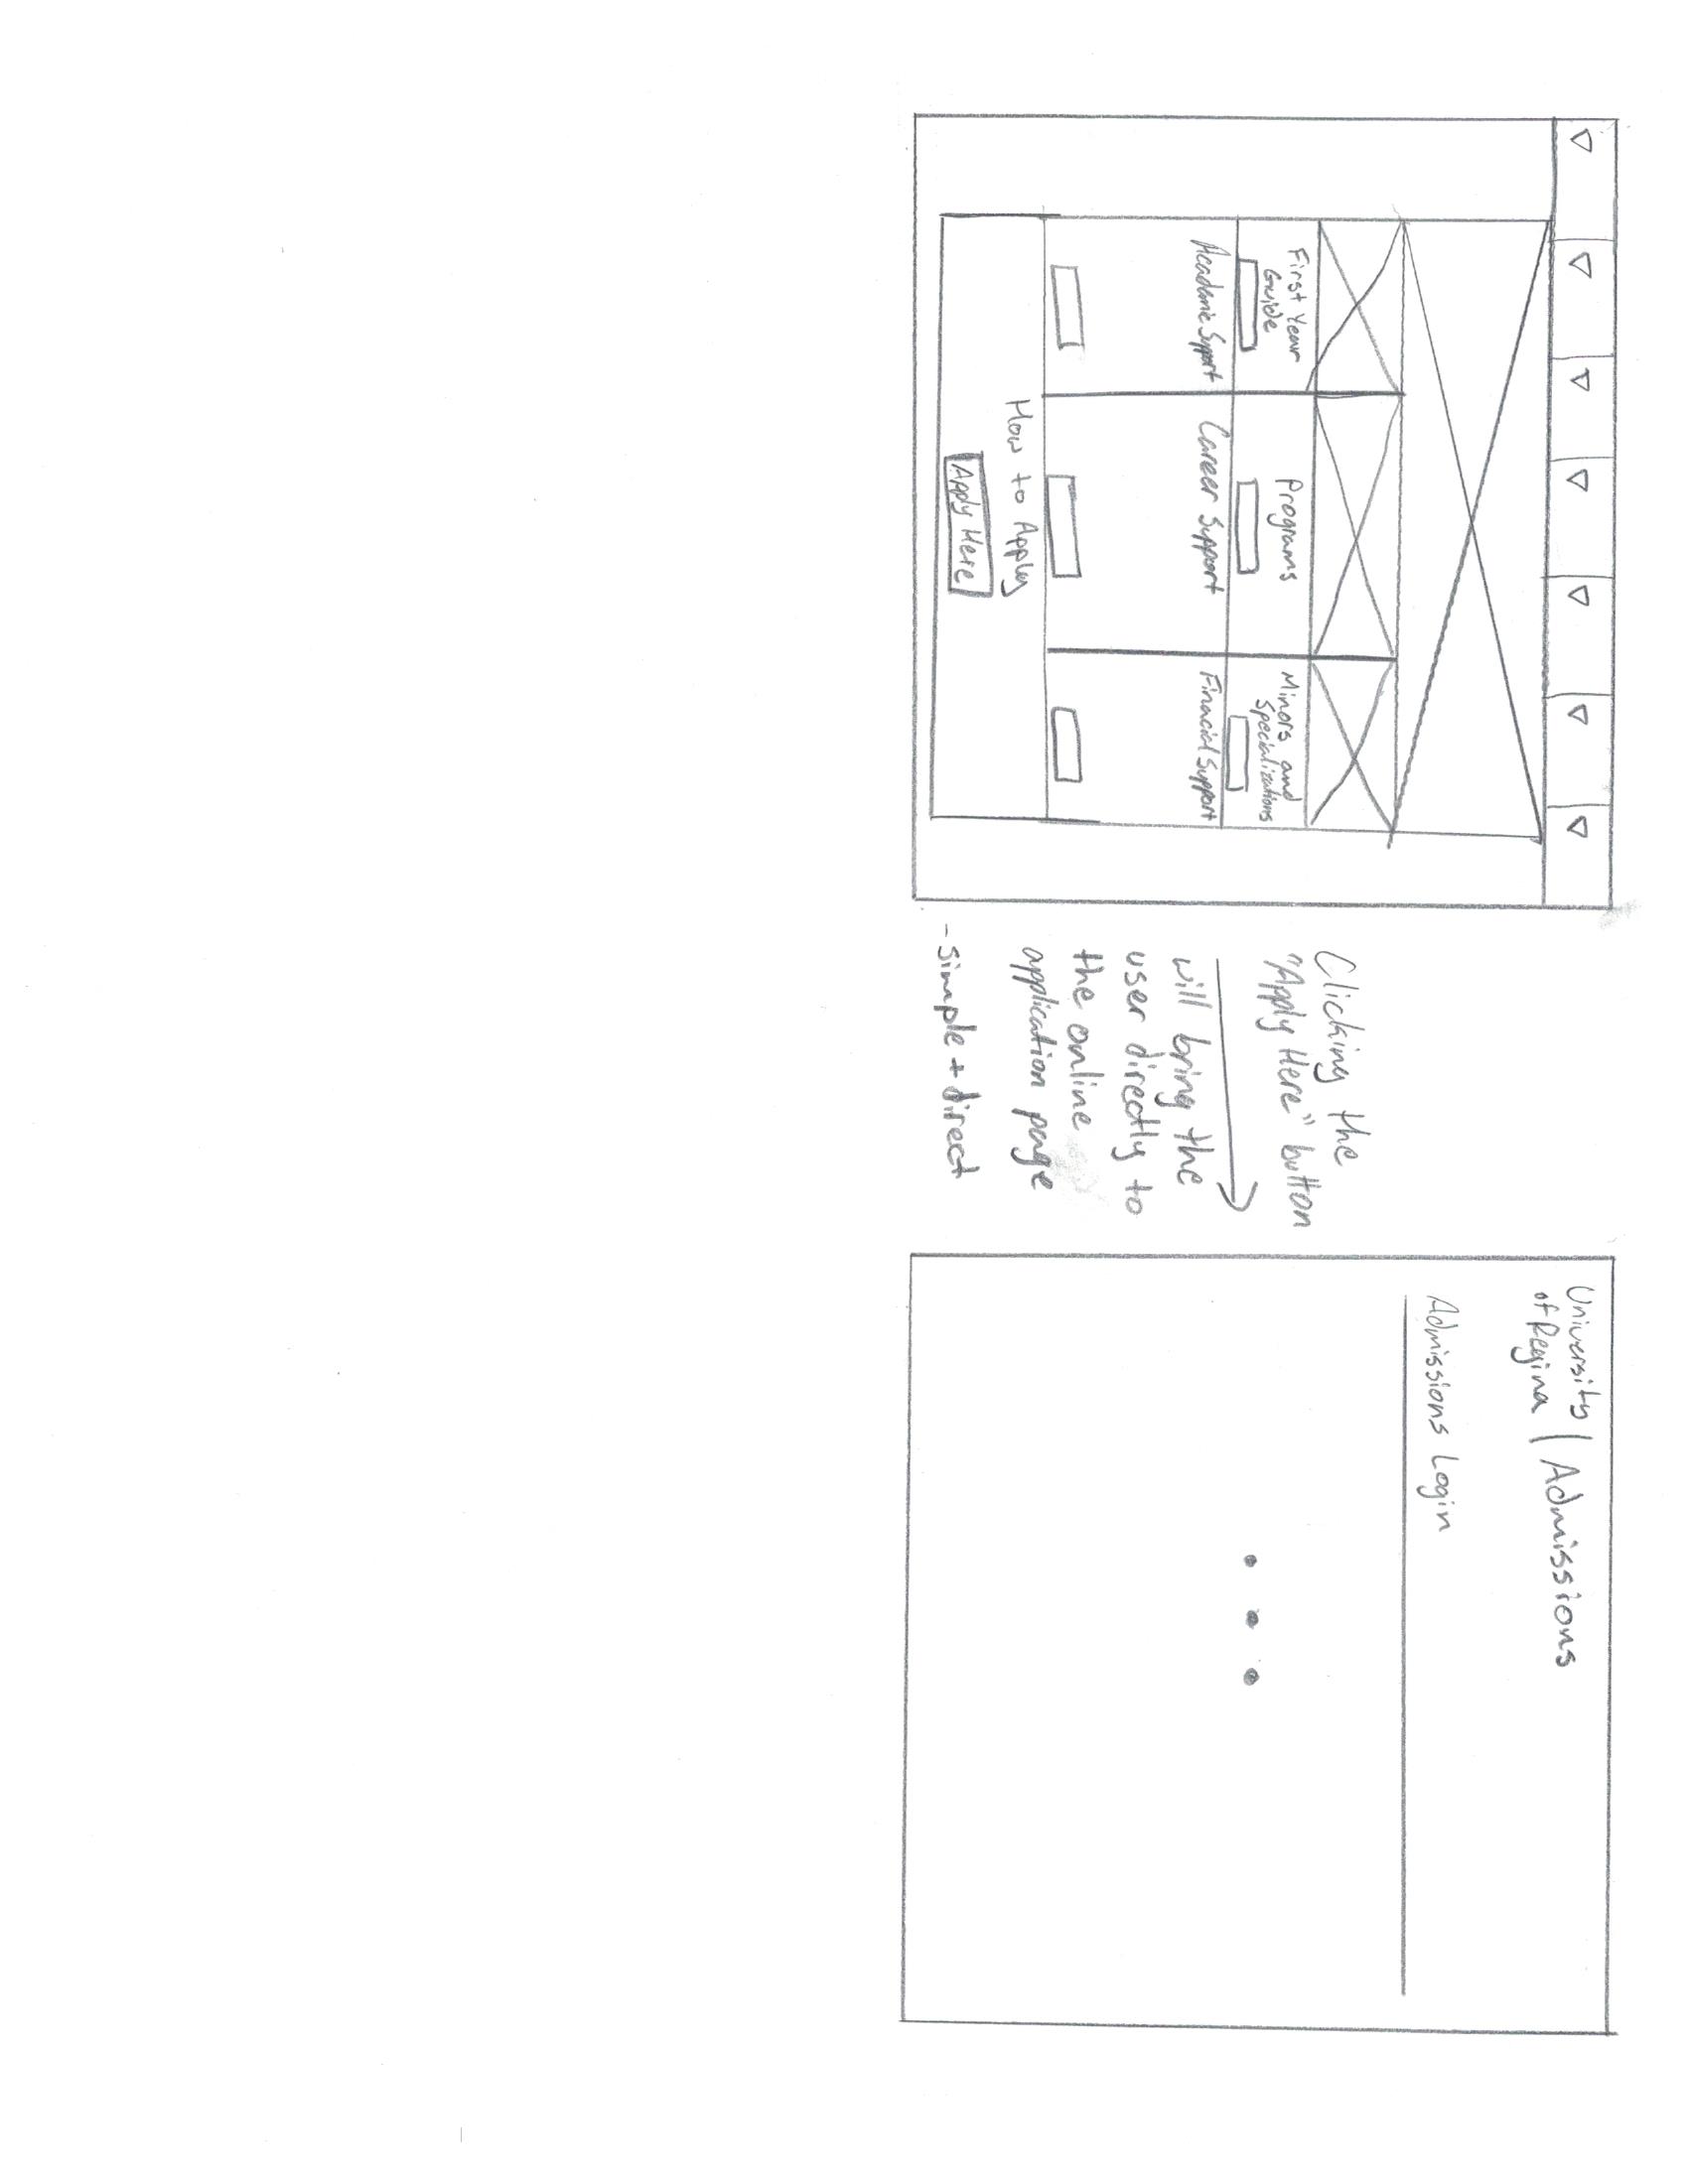 First Year
Guide
Programs
Minors and
Specializations
Academic Support
Career Support
Finacial Support
How to Apply
Apply Here
Clicking the
"Apply Here" button
will bring the
user directly to
the online
application page
- simple + direct
University
of Regina | Admissions
Admissions Login